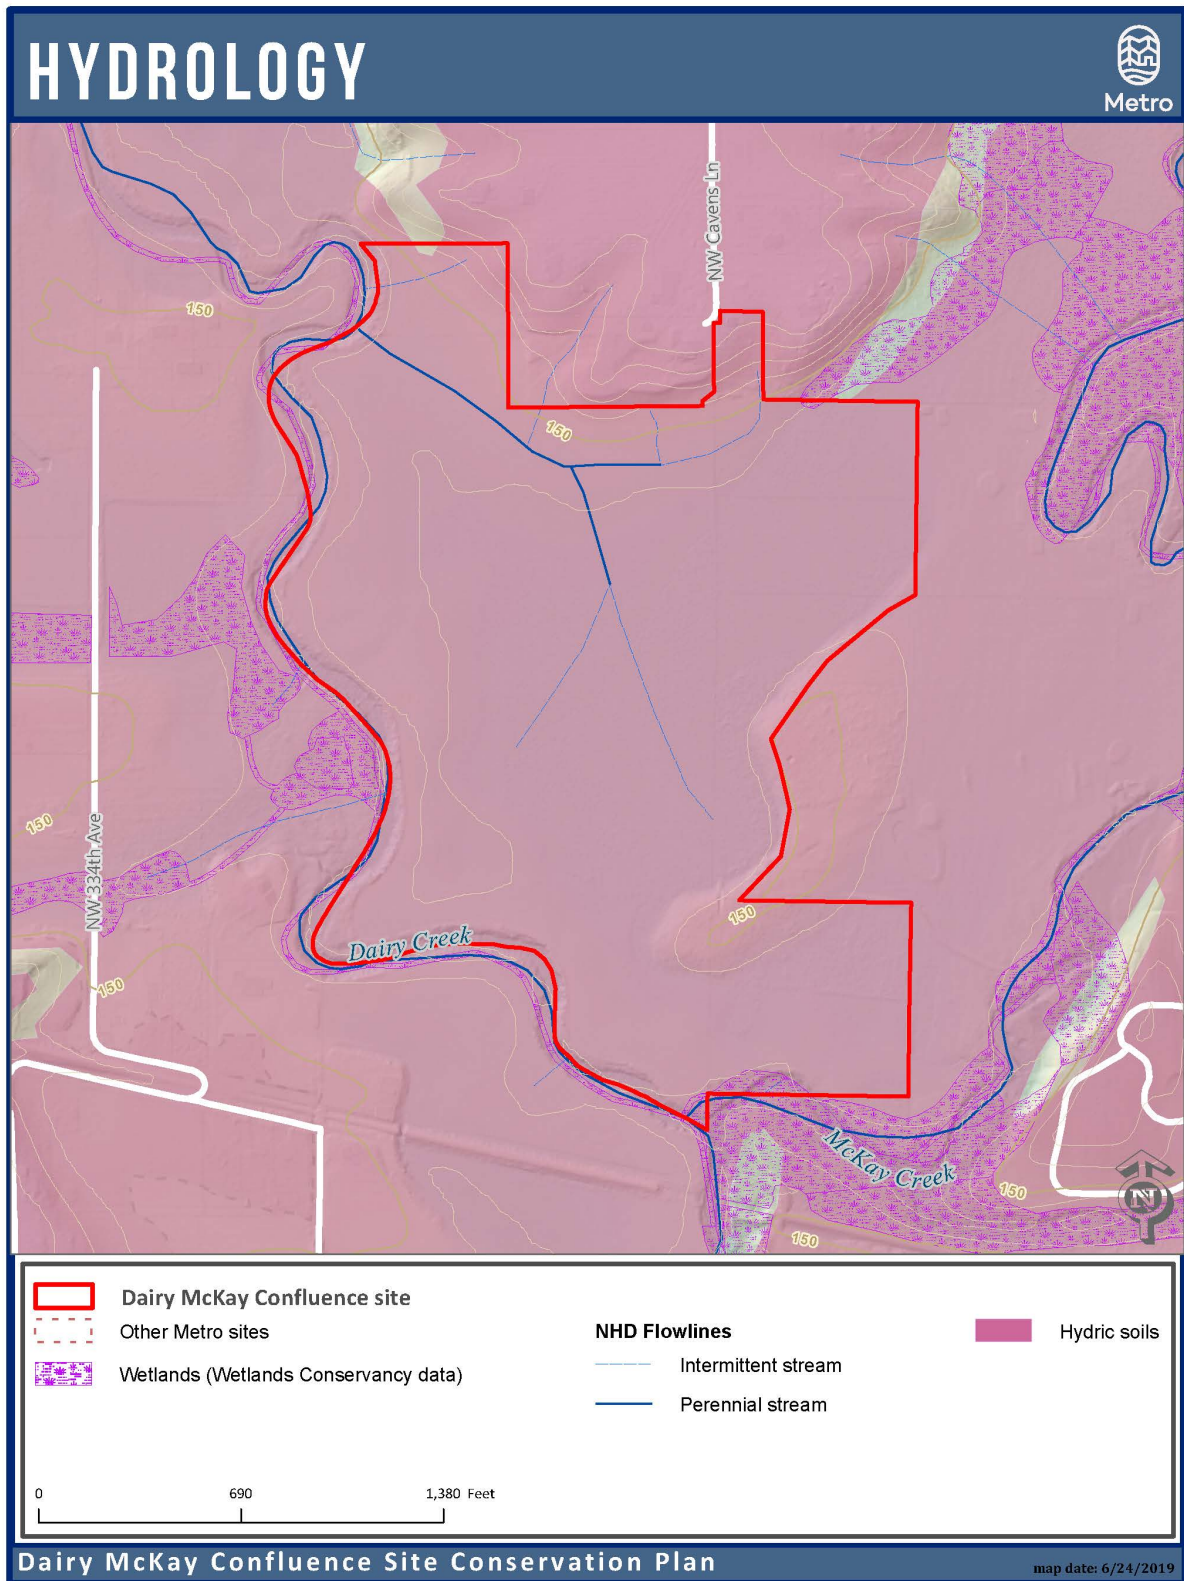 HYDROLOGY
Metro
NW Cavens Ln
150
150
150
NW 334th Ave
150
150
Dairy Creek
McKay Creek
150
150
N
Dairy McKay Confluence site
Other Metro sites
Wetlands (Wetlands Conservancy data)
NHD Flowlines
Intermittent stream
Perennial stream
Hydric soils
0 690 1,380 Feet
Dairy McKay Confluence Site Conservation Plan
map date: 6/24/2019